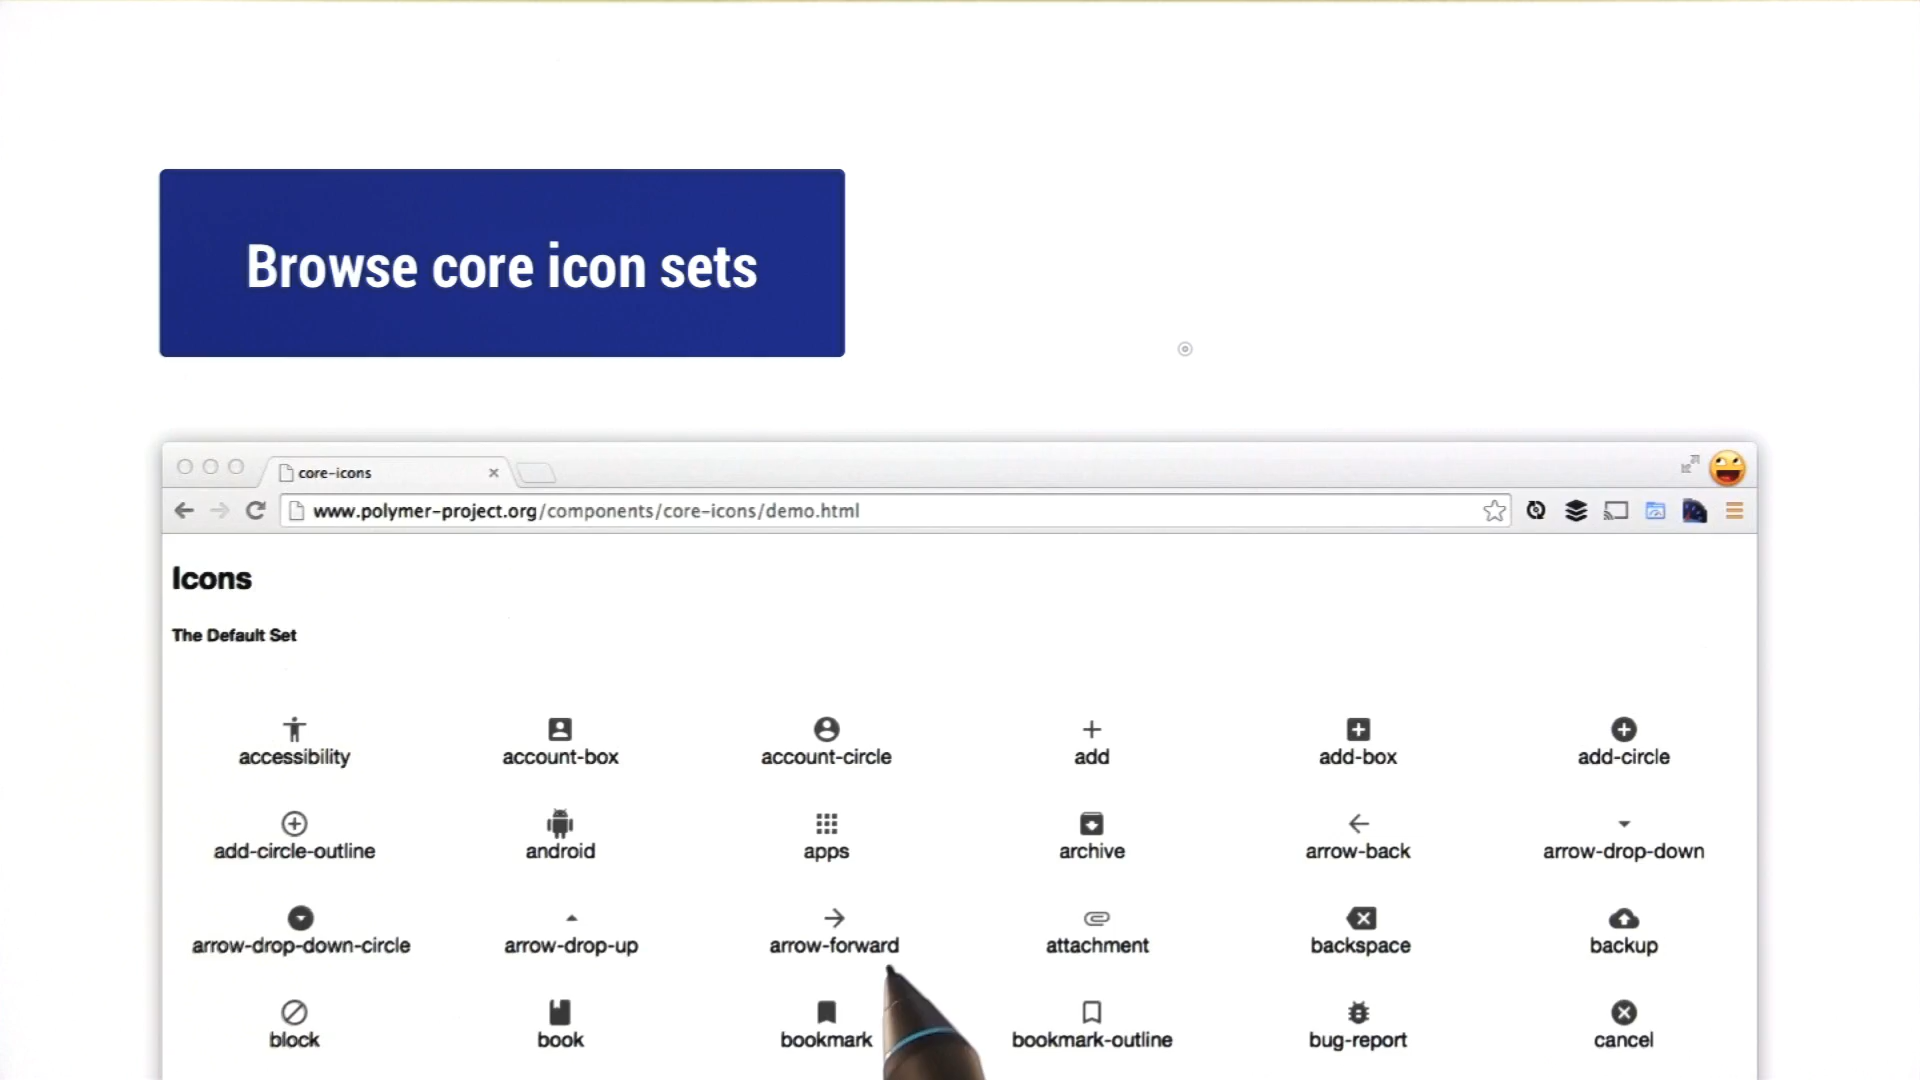 Browse core icon sets
core-icons
www.polymer-project.org/components/core-icons/demo.html
Icons
The Default Set
accessibility account-box account-circle add add-box add-circle
add-circle-outline android apps archive arrow-back arrow-drop-down
arrow-drop-down-circle arrow-drop-up arrow-forward attachment backspace backup
block book bookmark bookmark-outline bug-report cancel